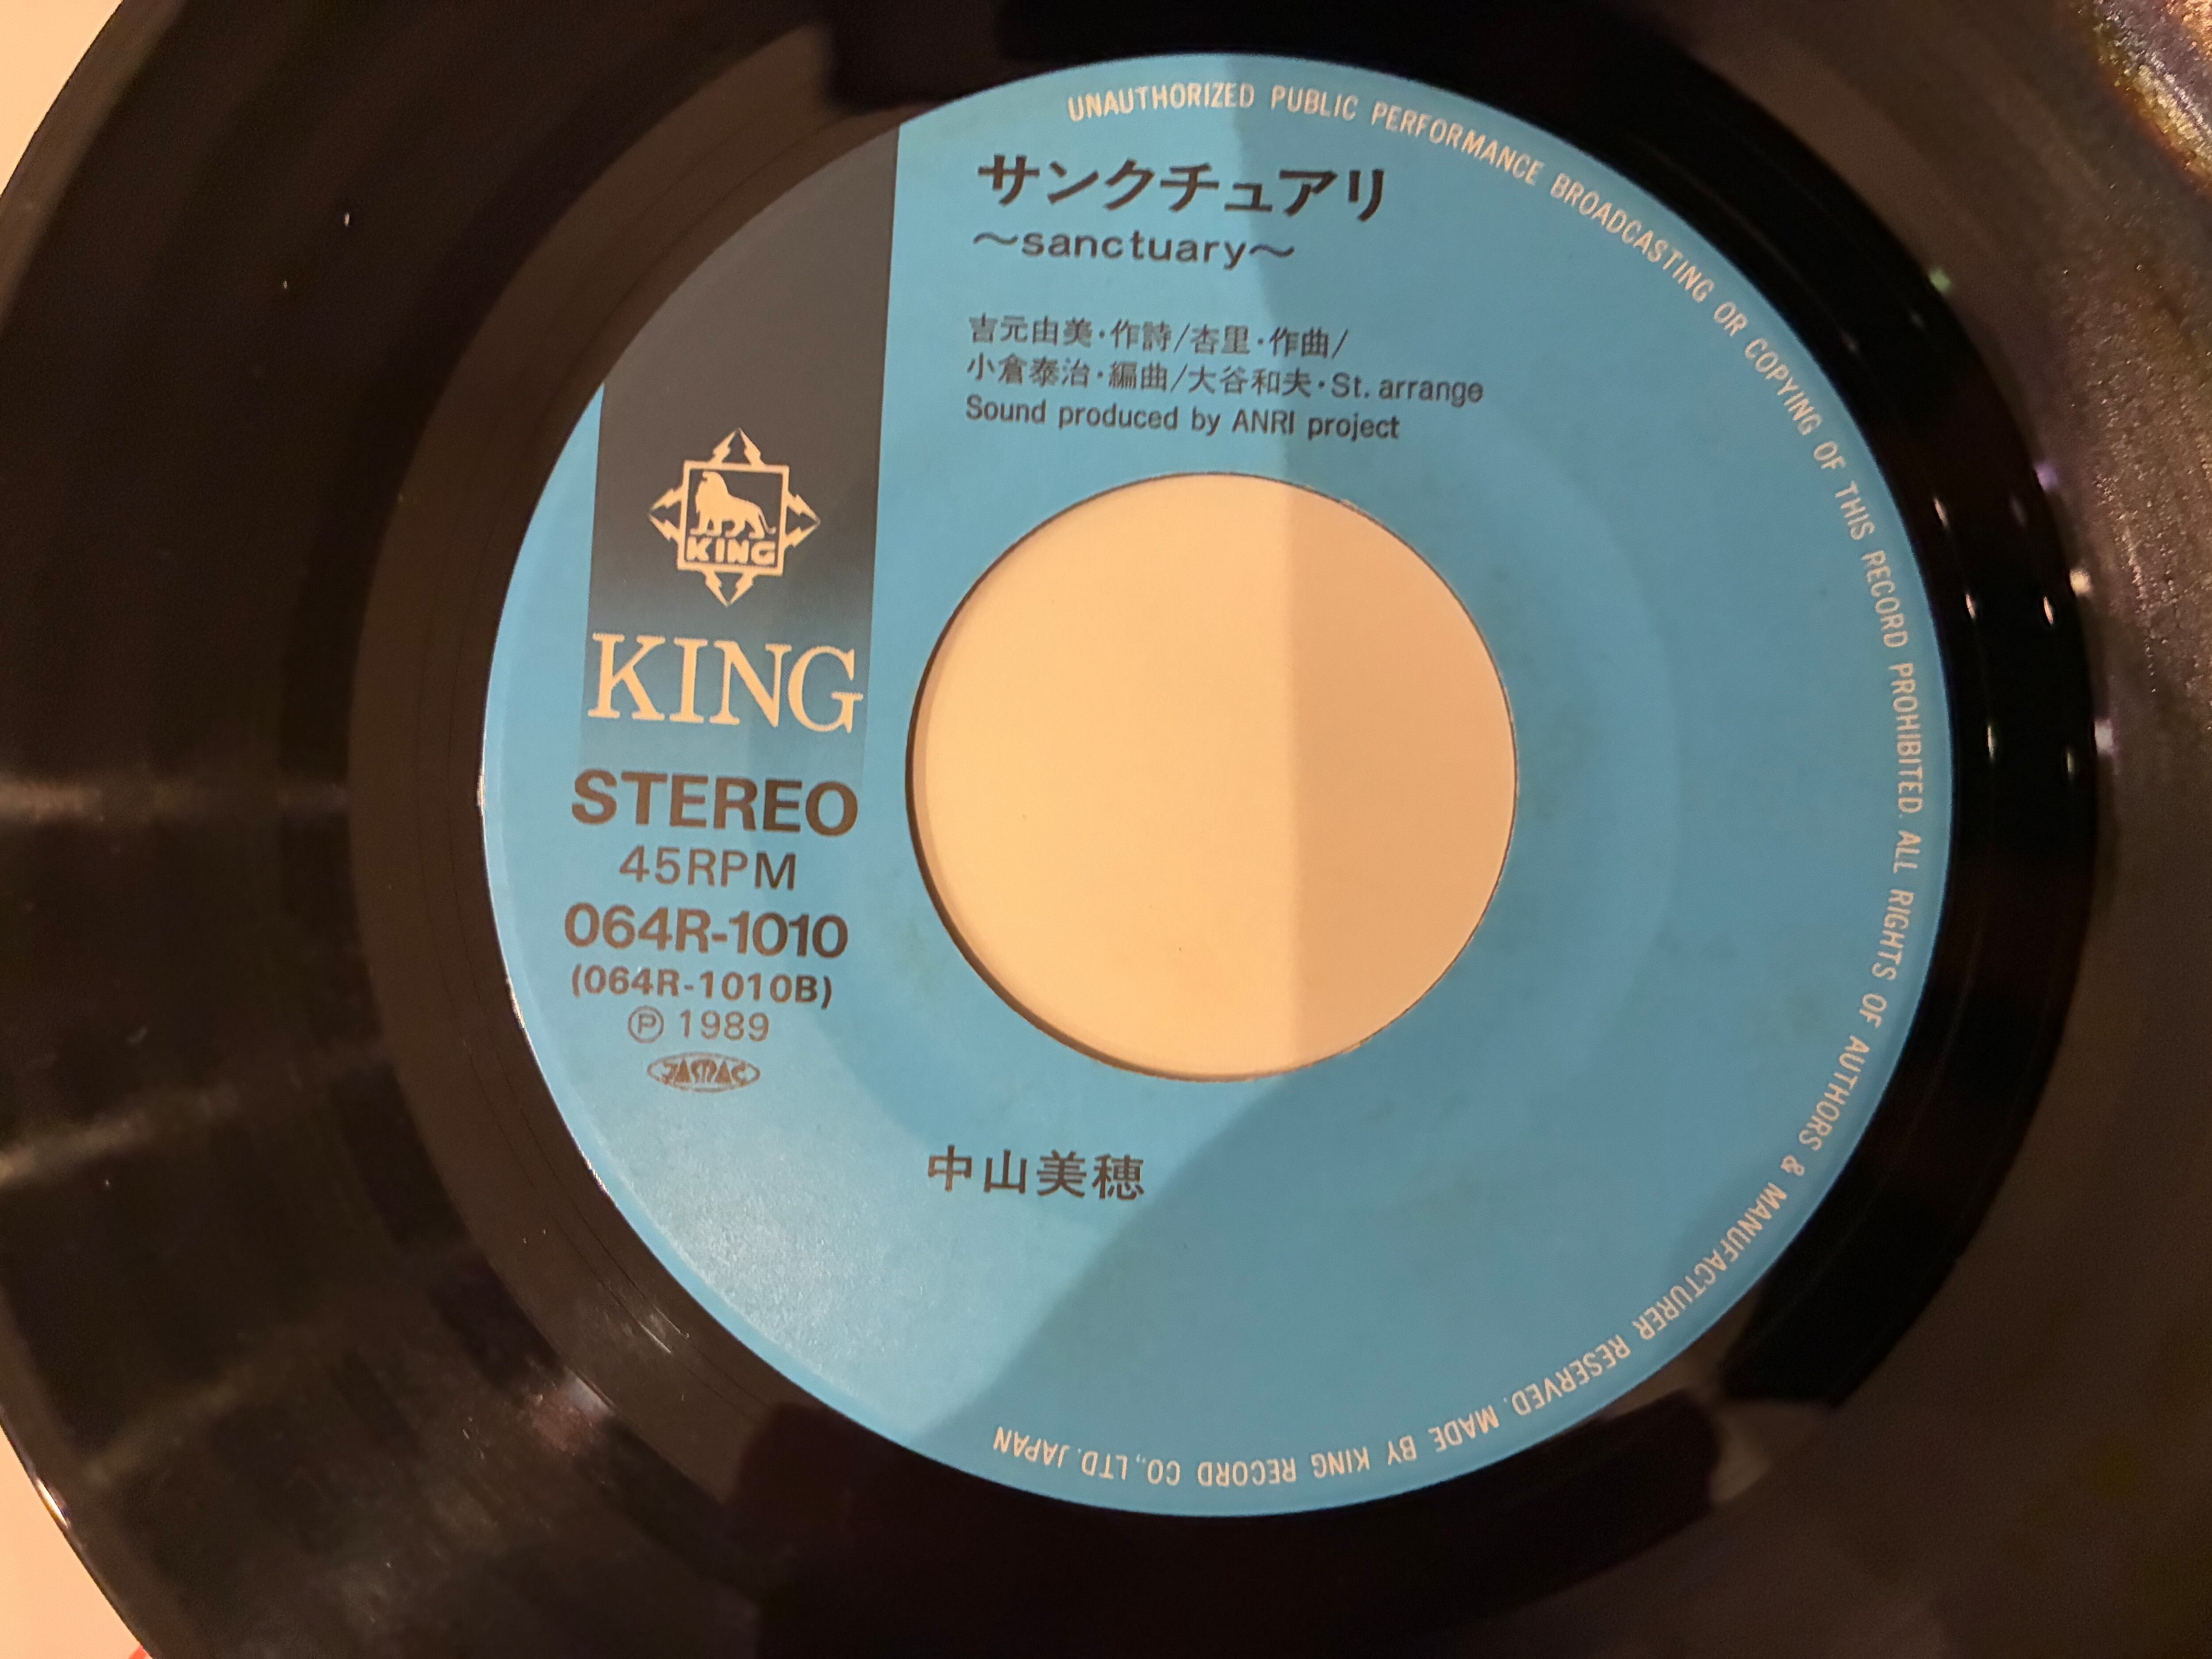 サンクチュアリ
〜sanctuary〜
吉元由美・作詩/杏里・作曲/
小倉泰治・編曲/大谷和夫・St. arrange
Sound produced by ANRI project
KING
KING
STEREO
45RPM
064R-1010
(064R-1010B)
Ⓟ 1989
JASRAC
中山美穂
UNAUTHORIZED PUBLIC PERFORMANCE BROADCASTING OR COPYING OF THIS RECORD PROHIBITED. ALL RIGHTS OF AUTHORS & MANUFACTURER RESERVED. MADE BY KING RECORD CO., LTD. JAPAN